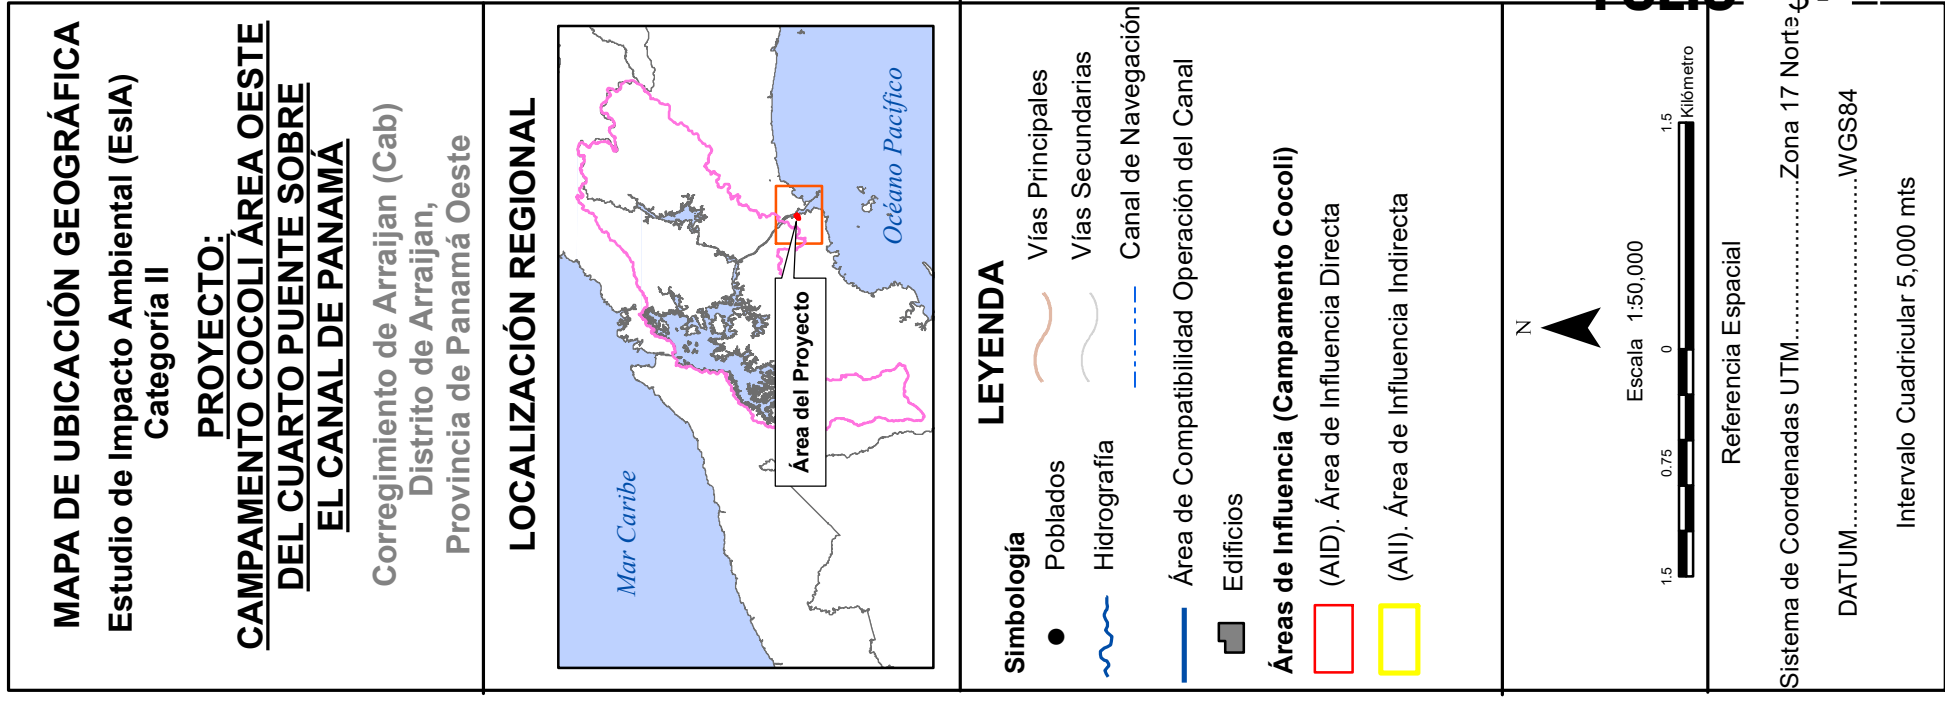 MAPA DE UBICACIÓN GEOGRÁFICA
Estudio de Impacto Ambiental (EsIA)
Categoría II
PROYECTO:
CAMPAMENTO COCOLÍ ÁREA OESTE
DEL CUARTO PUENTE SOBRE
EL CANAL DE PANAMÁ
Corregimiento de Arraijan (Cab)
Distrito de Arraijan,
Provincia de Panamá Oeste
LOCALIZACIÓN REGIONAL
Mar Caribe
Área del Proyecto
Océano Pacífico
LEYENDA
Simbología
Poblados
Hidrografía
Vías Principales
Vías Secundarias
Canal de Navegación
Área de Compatibilidad Operación del Canal
Edificios
Áreas de Influencia (Campamento Cocoli)
(AID). Área de Influencia Directa
(AII). Área de Influencia Indirecta
N
Escala 1:50,000
1.5 0.75 0 1.5
Kilómetro
Referencia Espacial
Sistema de Coordenadas UTM.....................Zona 17 Norte
DATUM.............................................WGS84
Intervalo Cuadricular 5,000 mts